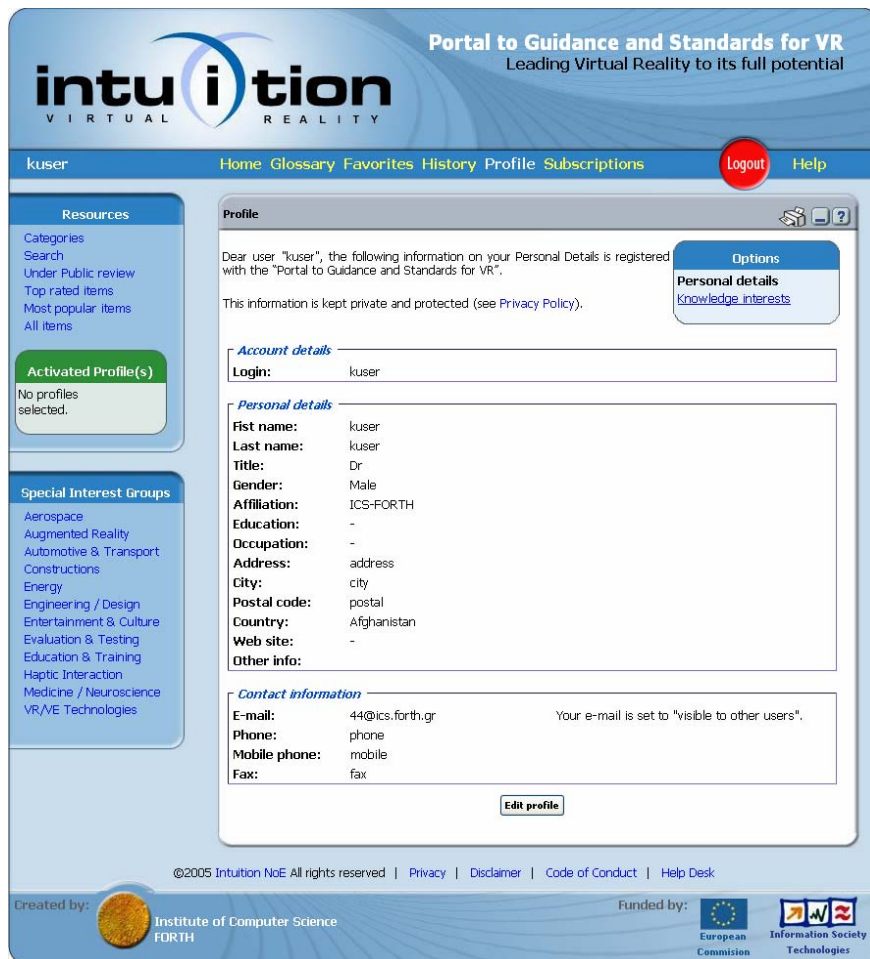 Portal to Guidance and Standards for VR
Leading Virtual Reality to its full potential
intuition
VIRTUAL REALITY
kuser
Home Glossary Favorites History Profile Subscriptions
Logout
Help
Resources
Categories
Search
Under Public review
Top rated items
Most popular items
All items
Activated Profile(s)
No profiles
selected.
Special Interest Groups
Aerospace
Augmented Reality
Automotive & Transport
Constructions
Energy
Engineering / Design
Entertainment & Culture
Evaluation & Testing
Education & Training
Haptic Interaction
Medicine / Neuroscience
VR/VE Technologies
Profile
?
Dear user "kuser", the following information on your Personal Details is registered
with the "Portal to Guidance and Standards for VR".
This information is kept private and protected (see Privacy Policy).
Options
Personal details
Knowledge interests
Account details
Login: kuser
Personal details
Fist name: kuser
Last name: kuser
Title: Dr
Gender: Male
Affiliation: ICS-FORTH
Education: -
Occupation: -
Address: address
City: city
Postal code: postal
Country: Afghanistan
Web site: -
Other info:
Contact information
E-mail: 44@ics.forth.gr Your e-mail is set to "visible to other users".
Phone: phone
Mobile phone: mobile
Fax: fax
Edit profile
©2005 Intuition NoE All rights reserved | Privacy | Disclaimer | Code of Conduct | Help Desk
Created by:
Institute of Computer Science
FORTH
Funded by:
European
Commision
Information Society
Technologies